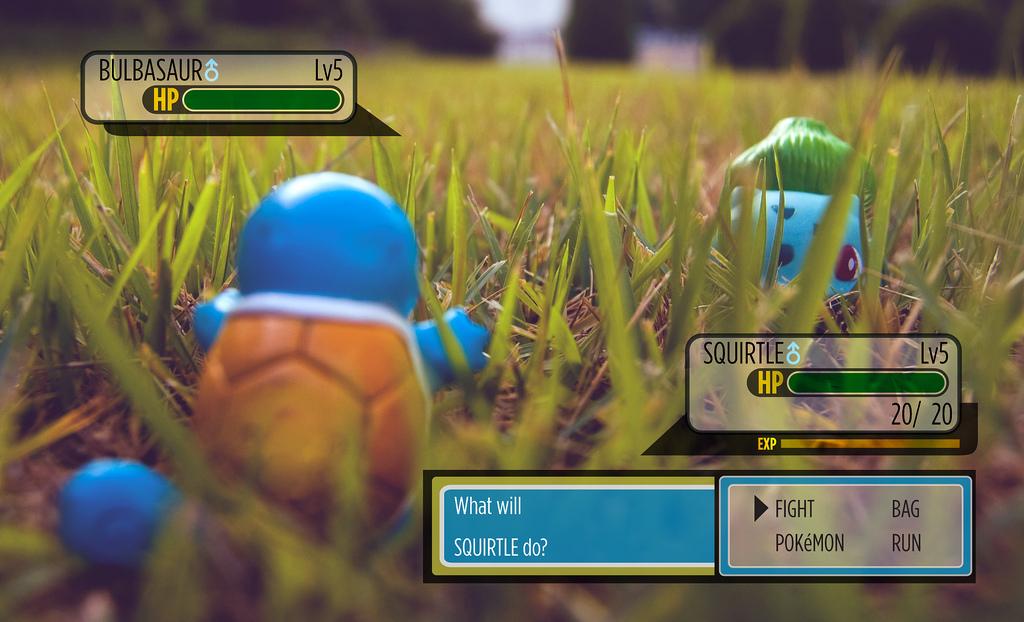 BULBASAUR♂ Lv5
HP
SQUIRTLE♂ Lv5
HP
20/ 20
EXP
What will
SQUIRTLE do?
FIGHT BAG
POKéMON RUN